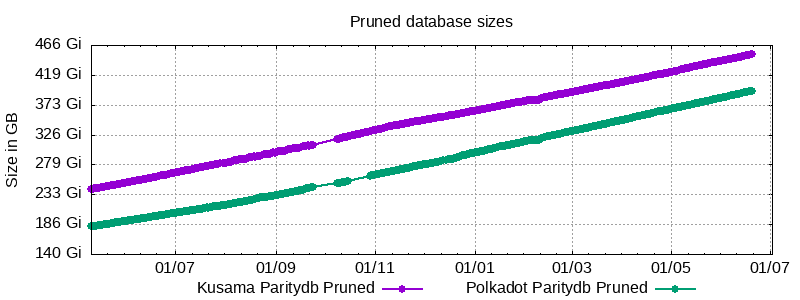 Pruned database sizes
Size in GB
466 Gi
419 Gi
373 Gi
326 Gi
279 Gi
233 Gi
186 Gi
140 Gi
01/07 01/09 01/11 01/01 01/03 01/05 01/07
Kusama Paritydb Pruned Polkadot Paritydb Pruned